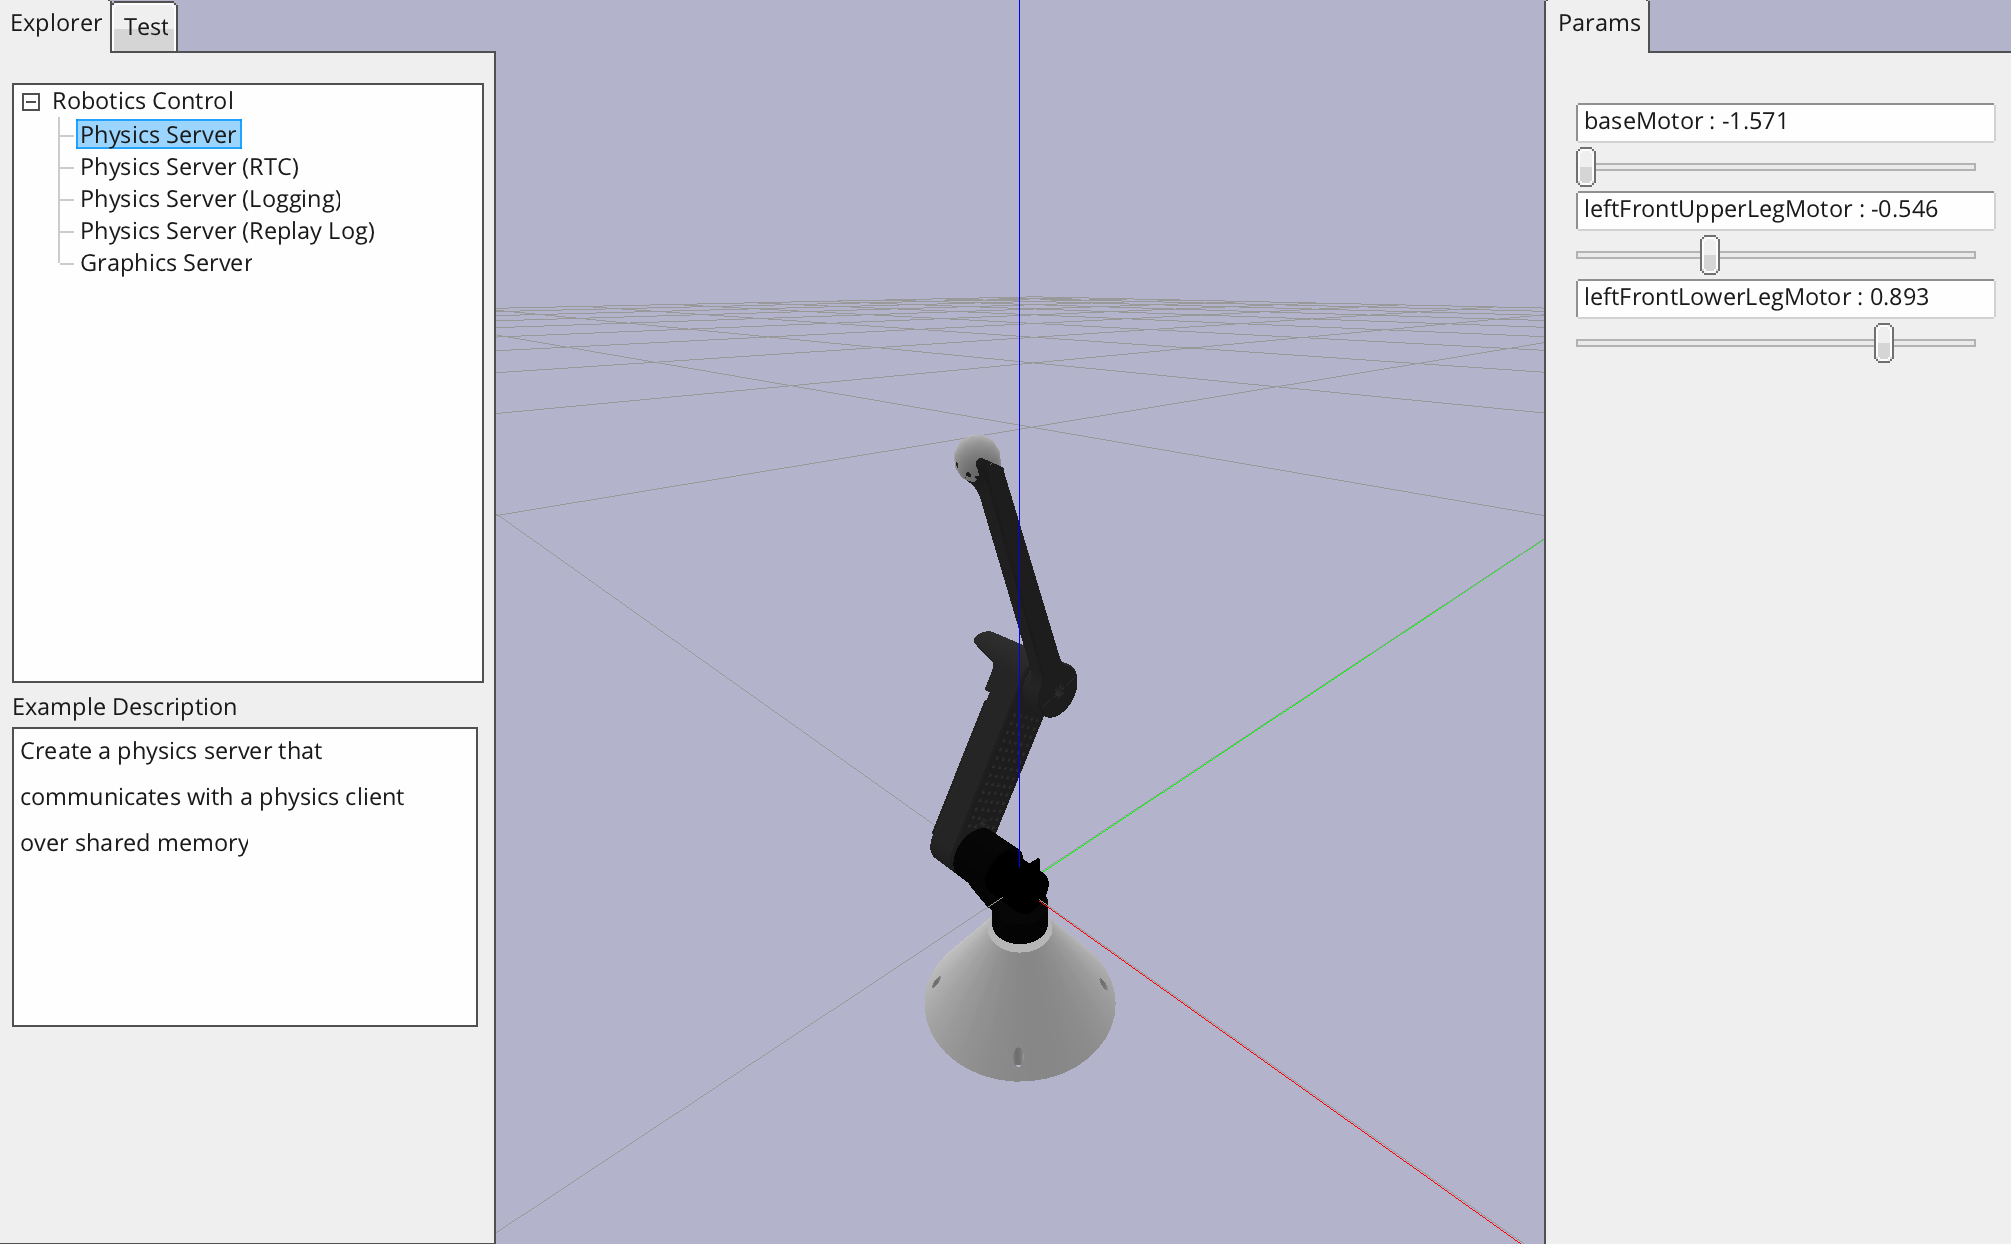 Explorer
Test
Robotics Control
Physics Server
Physics Server (RTC)
Physics Server (Logging)
Physics Server (Replay Log)
Graphics Server
Example Description
Create a physics server that
communicates with a physics client
over shared memory
Params
baseMotor : -1.571
leftFrontUpperLegMotor : -0.546
leftFrontLowerLegMotor : 0.893